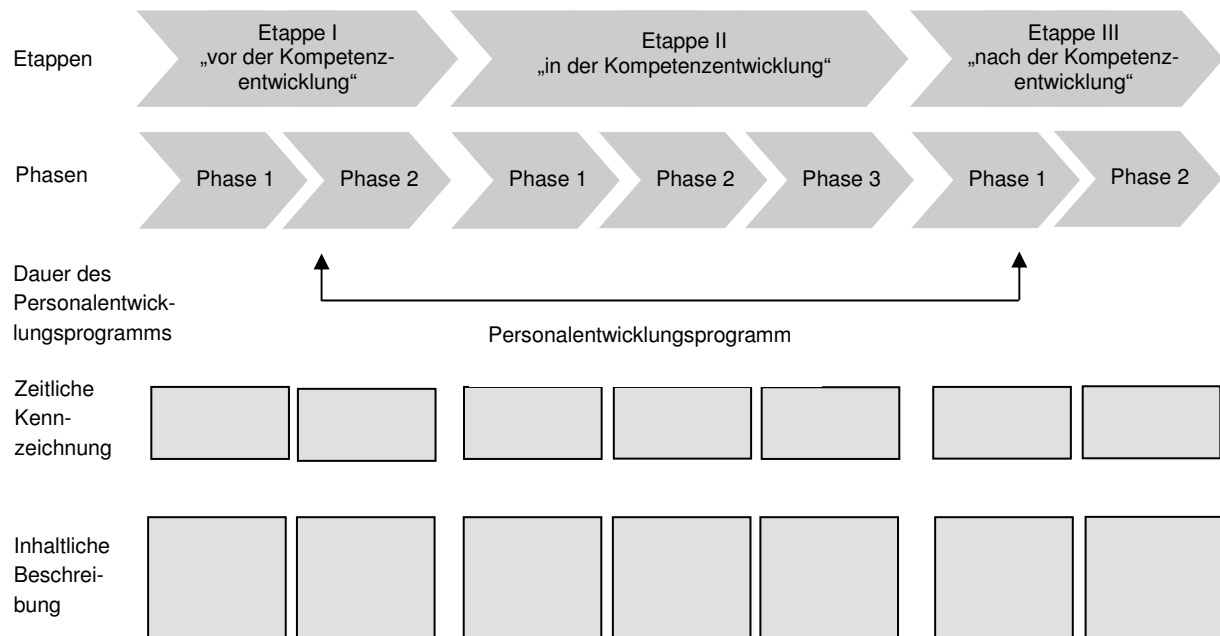 Etappen
Etappe I
„vor der Kompetenz-
entwicklung“
Etappe II
„in der Kompetenzentwicklung“
Etappe III
„nach der Kompetenz-
entwicklung“
Phasen
Phase 1
Phase 2
Phase 1
Phase 2
Phase 3
Phase 1
Phase 2
Dauer des
Personalentwick-
lungsprogramms
Personalentwicklungsprogramm
Zeitliche
Kenn-
zeichnung
Inhaltliche
Beschrei-
bung